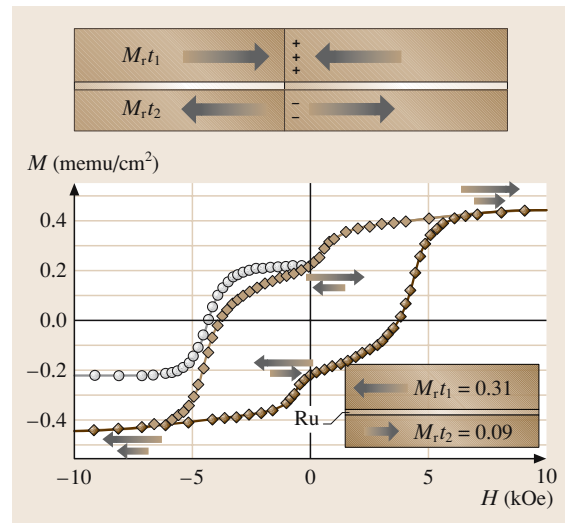 M_r t_1
+
+
+
M_r t_2
–
–
M (memu/cm²)
0.4
0.2
0.0
−0.2
−0.4
M_r t_1 = 0.31
Ru
M_r t_2 = 0.09
−10 −5 0 5 10
H (kOe)